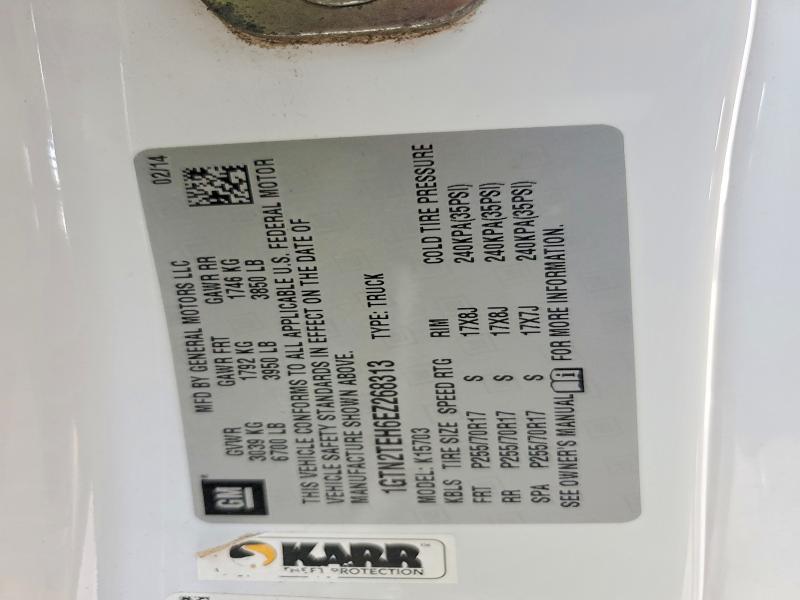 MFD BY GENERAL MOTORS LLC 02/14
GVWR GAWR FRT GAWR RR
3039 KG 1792 KG 1746 KG
6700 LB 3950 LB 3850 LB
GM
THIS VEHICLE CONFORMS TO ALL APPLICABLE U.S. FEDERAL MOTOR
VEHICLE SAFETY STANDARDS IN EFFECT ON THE DATE OF
MANUFACTURE SHOWN ABOVE.
1GTN2TEH6EZ268313 TYPE: TRUCK
MODEL: K15703
KBLS TIRE SIZE SPEED RTG RIM COLD TIRE PRESSURE
FRT P255/70R17 S 17X8J 240KPA(35PSI)
RR P255/70R17 S 17X8J 240KPA(35PSI)
SPA P255/70R17 S 17X7J 240KPA(35PSI)
SEE OWNER'S MANUAL i FOR MORE INFORMATION.
KARR
PROTECTION